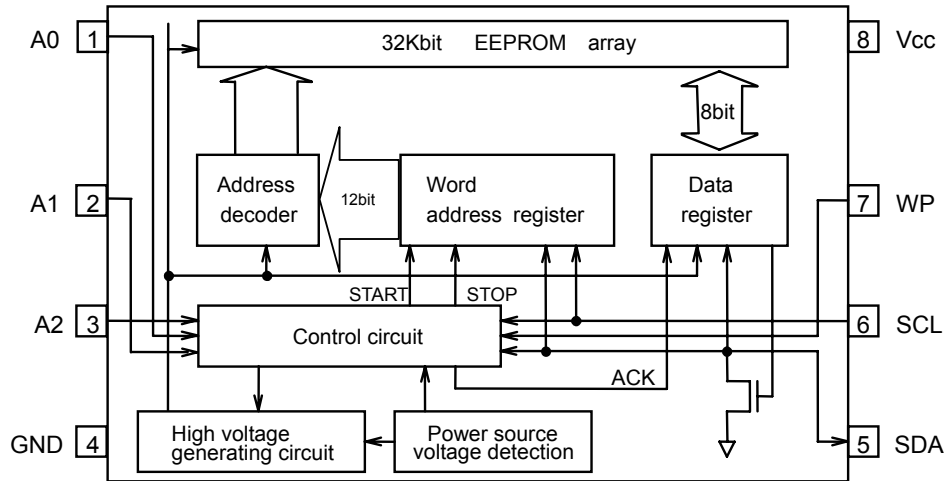 A0 1
32Kbit EEPROM array
8 Vcc
8bit
A1 2
Address
decoder
12bit
Word
address register
Data
register
7 WP
START
STOP
A2 3
Control circuit
6 SCL
ACK
GND 4
High voltage
generating circuit
Power source
voltage detection
5 SDA